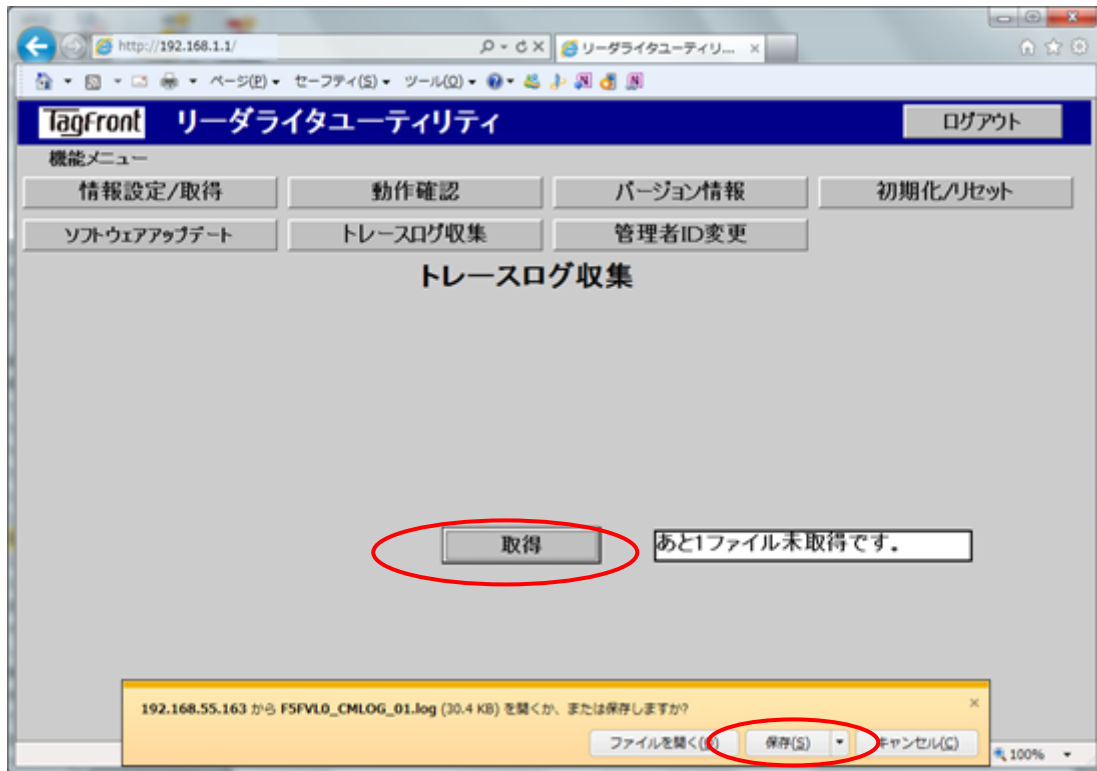 http://192.168.1.1/
リーダライタユーティリ... ×
ページ(P) セーフティ(S) ツール(O)
TagFront リーダライタユーティリティ ログアウト
機能メニュー
情報設定/取得 動作確認 バージョン情報 初期化/リセット
ソフトウェアアップデート トレースログ収集 管理者ID変更
トレースログ収集
取得 あと1ファイル未取得です。
192.168.55.163 から F5FVL0_CMLOG_01.log (30.4 KB) を開くか、または保存しますか? ×
ファイルを開く(O) 保存(S) キャンセル(C)
100%